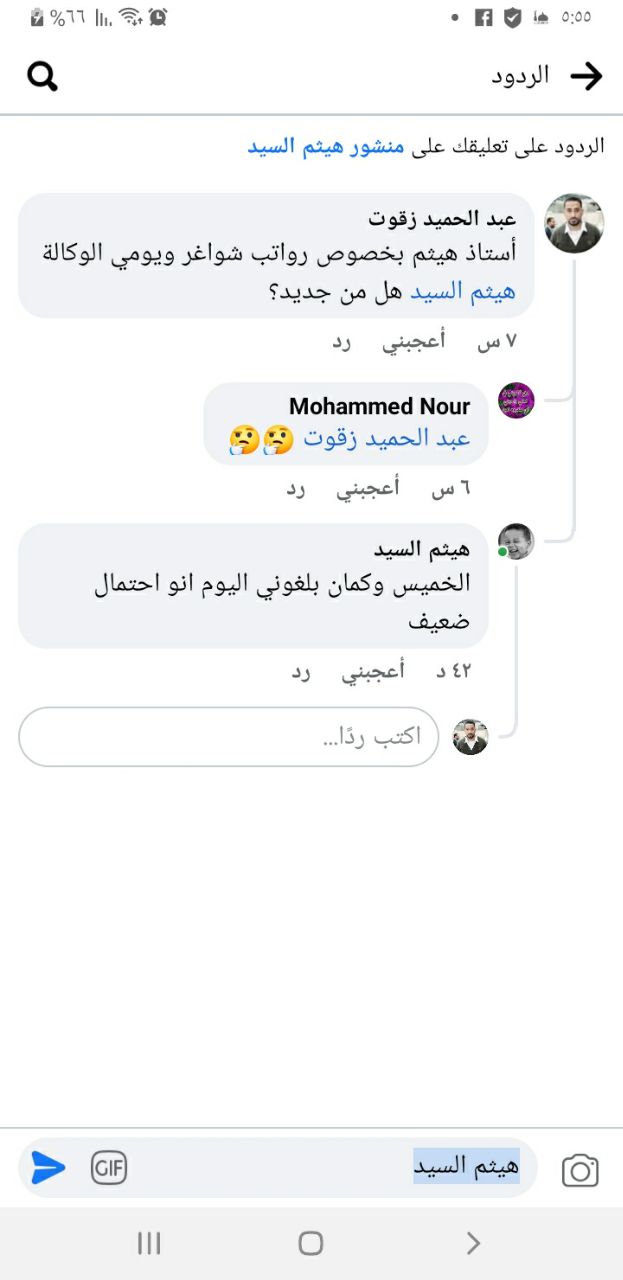 ٥:٥٥
%٦٦
الردود
الردود على تعليقك على منشور هيثم السيد
عبد الحميد زقوت
أستاذ هيثم بخصوص رواتب شواغر ويومي الوكالة
هيثم السيد هل من جديد؟
٧ س أعجبني رد
Mohammed Nour
عبد الحميد زقوت 🤔🤔
٦ س أعجبني رد
هيثم السيد
الخميس وكمان بلغوني اليوم انو احتمال
ضعيف
٤٢ د أعجبني رد
اكتب ردًا...
هيثم السيد
GIF